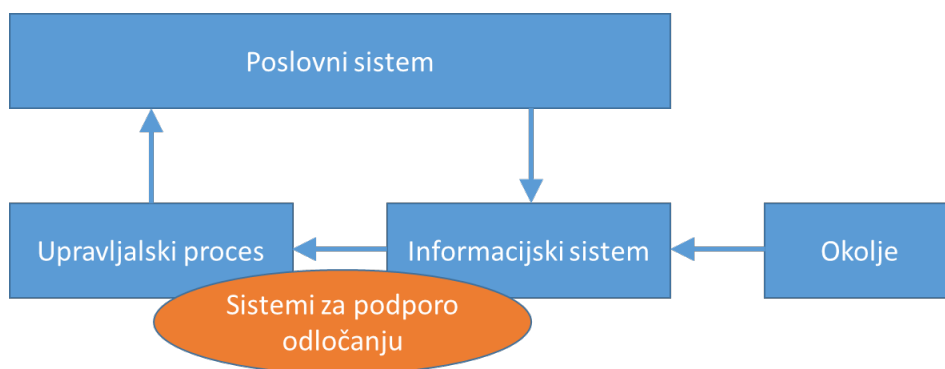 Poslovni sistem
Upravljalski proces
Informacijski sistem
Okolje
Sistemi za podporo
odločanju